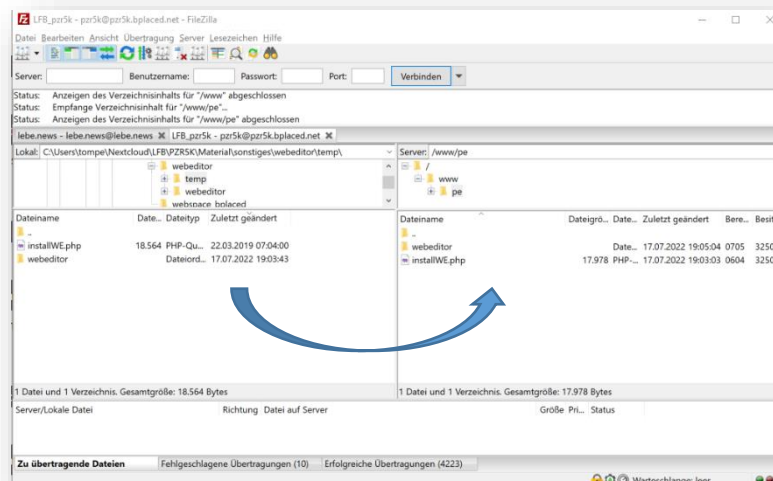 LFB_pzr5k - pzr5k@pzr5k.bplaced.net - FileZilla
Datei Bearbeiten Ansicht Übertragung Server Lesezeichen Hilfe
Server: Benutzername: Passwort: Port: Verbinden
Status: Anzeigen des Verzeichnisinhalts für "/www" abgeschlossen
Status: Empfange Verzeichnisinhalt für "/www/pe"...
Status: Anzeigen des Verzeichnisinhalts für "/www/pe" abgeschlossen
lebe.news - lebe.news@lebe.news LFB_pzr5k - pzr5k@pzr5k.bplaced.net
Lokal: C:\Users\tompe\Nextcloud\LFB\PZR5K\Material\sonstiges\webeditor\temp\
webeditor
temp
webeditor
webspace_bplaced
Server: /www/pe
/
www
pe
Dateiname Date... Dateityp Zuletzt geändert
..
installWE.php 18.564 PHP-Qu... 22.03.2019 07:04:00
webeditor Dateiord... 17.07.2022 19:03:43
1 Datei und 1 Verzeichnis. Gesamtgröße: 18.564 Bytes
Dateiname Dateigrö... Date... Zuletzt geändert Bere... Besit
..
webeditor Date... 17.07.2022 19:05:04 0705 3250
installWE.php 17.978 PHP-... 17.07.2022 19:03:03 0604 3250
1 Datei und 1 Verzeichnis. Gesamtgröße: 17.978 Bytes
Server/Lokale Datei Richtung Datei auf Server Größe Pri... Status
Zu übertragende Dateien Fehlgeschlagene Übertragungen (10) Erfolgreiche Übertragungen (4223)
Warteschlange: leer